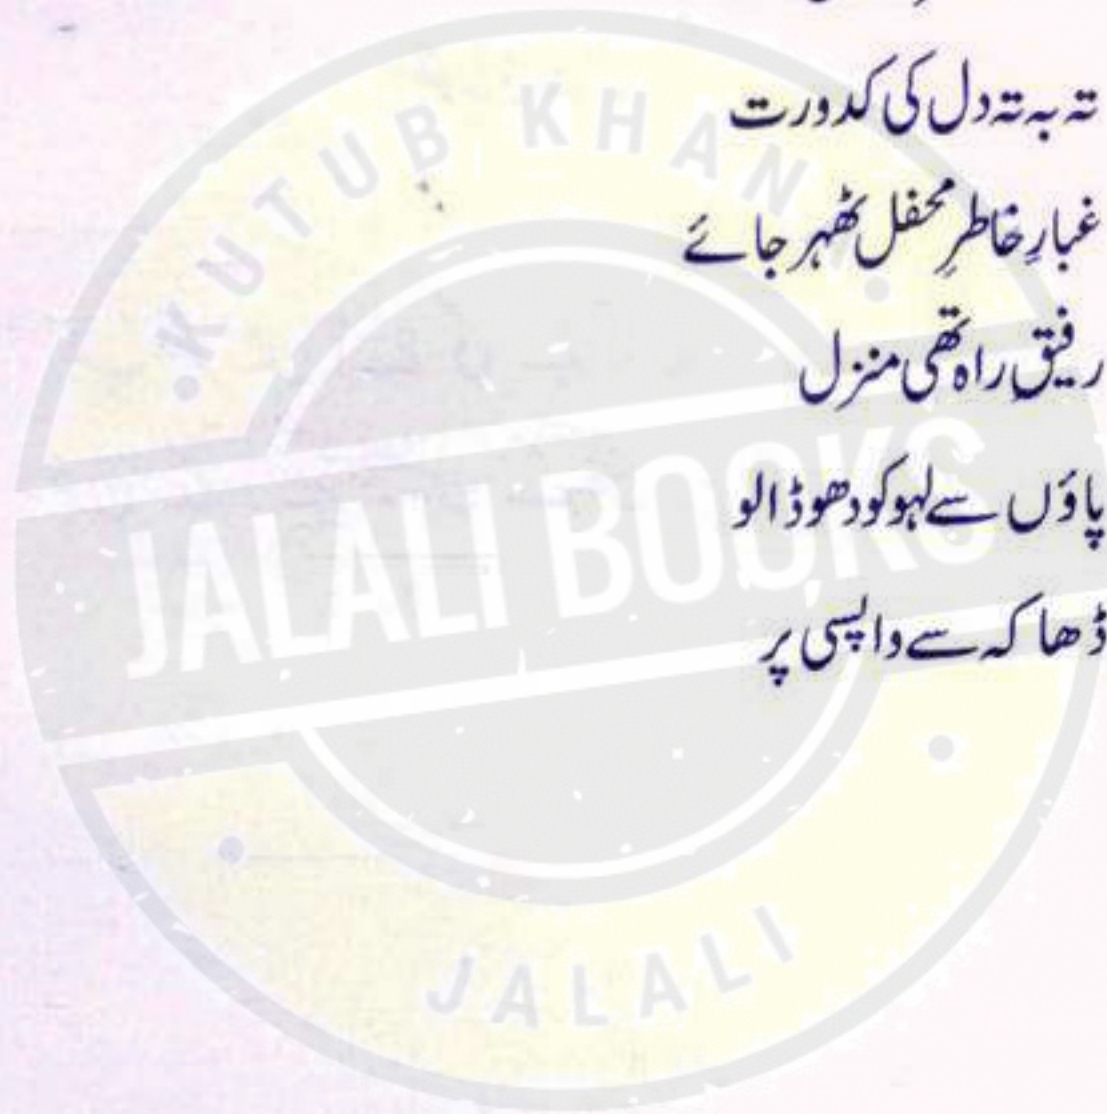 تہ بہ تہ دل کی کدورت
غبارِ خاطرِ محفل ٹھہر جائے
رفیقِ راہ تھی منزل
پاؤں سے لہو کو دھو ڈالو
ڈھاکہ سے واپسی پر
KUTUB KHANA
JALALI BOOKS
JALALI